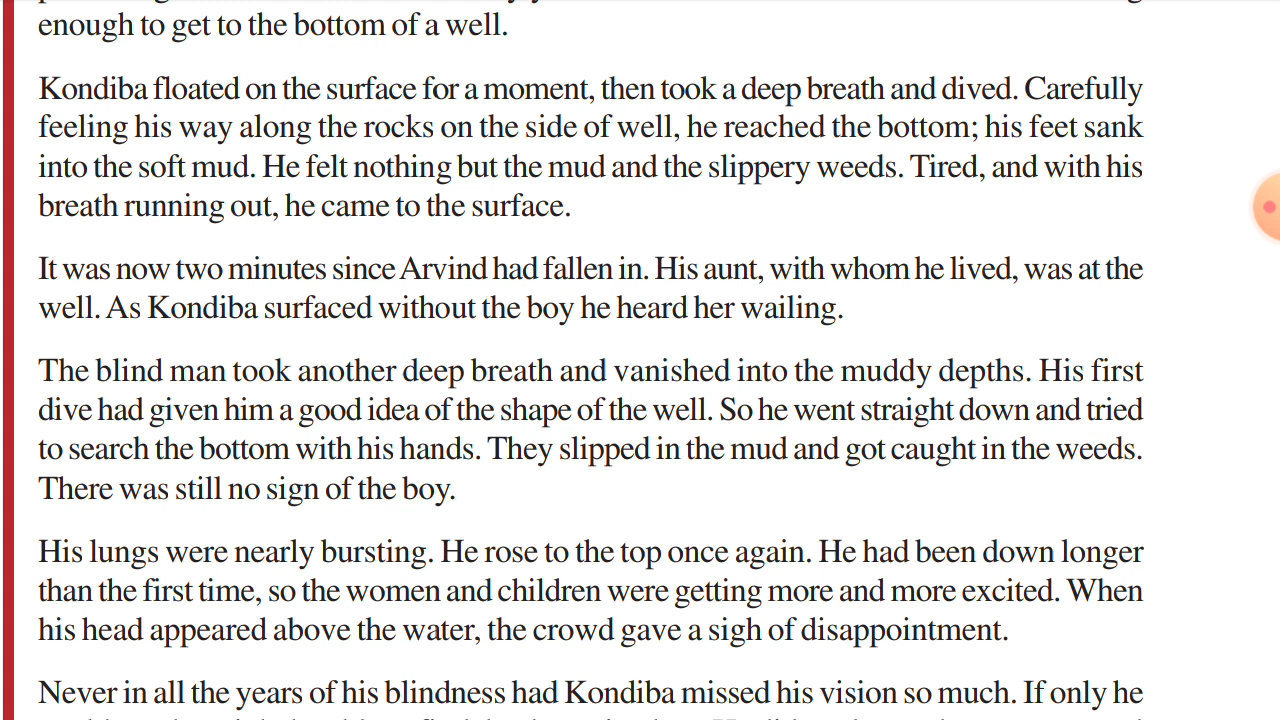 enough to get to the bottom of a well.
Kondiba floated on the surface for a moment, then took a deep breath and dived. Carefully
feeling his way along the rocks on the side of well, he reached the bottom; his feet sank
into the soft mud. He felt nothing but the mud and the slippery weeds. Tired, and with his
breath running out, he came to the surface.
It was now two minutes since Arvind had fallen in. His aunt, with whom he lived, was at the
well. As Kondiba surfaced without the boy he heard her wailing.
The blind man took another deep breath and vanished into the muddy depths. His first
dive had given him a good idea of the shape of the well. So he went straight down and tried
to search the bottom with his hands. They slipped in the mud and got caught in the weeds.
There was still no sign of the boy.
His lungs were nearly bursting. He rose to the top once again. He had been down longer
than the first time, so the women and children were getting more and more excited. When
his head appeared above the water, the crowd gave a sigh of disappointment.
Never in all the years of his blindness had Kondiba missed his vision so much. If only he